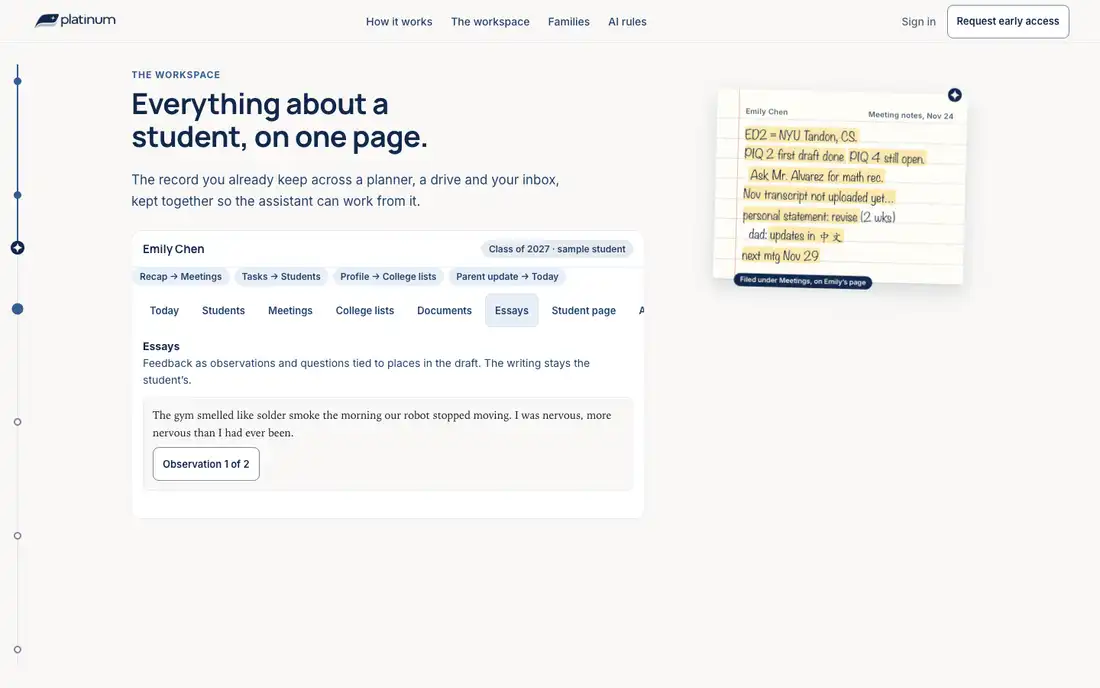 platinum
How it works
The workspace
Families
AI rules
Sign in
Request early access
THE WORKSPACE
Everything about a
student, on one page.
The record you already keep across a planner, a drive and your inbox,
kept together so the assistant can work from it.
Emily Chen
Class of 2027 · sample student
Recap → Meetings
Tasks → Students
Profile → College lists
Parent update → Today
Today
Students
Meetings
College lists
Documents
Essays
Student page
A
Essays
Feedback as observations and questions tied to places in the draft. The writing stays the
student's.
The gym smelled like solder smoke the morning our robot stopped moving. I was nervous, more
nervous than I had ever been.
Observation 1 of 2
Emily Chen
Meeting notes, Nov 24
ED2 = NYU Tandon, CS.
PIQ 2 first draft done. PIQ 4 still open.
Ask Mr. Alvarez for math rec.
Nov transcript not uploaded yet...
personal statement: revise (2 wks)
dad: updates in 中文
next mtg Nov 29
Filed under Meetings, on Emily's page